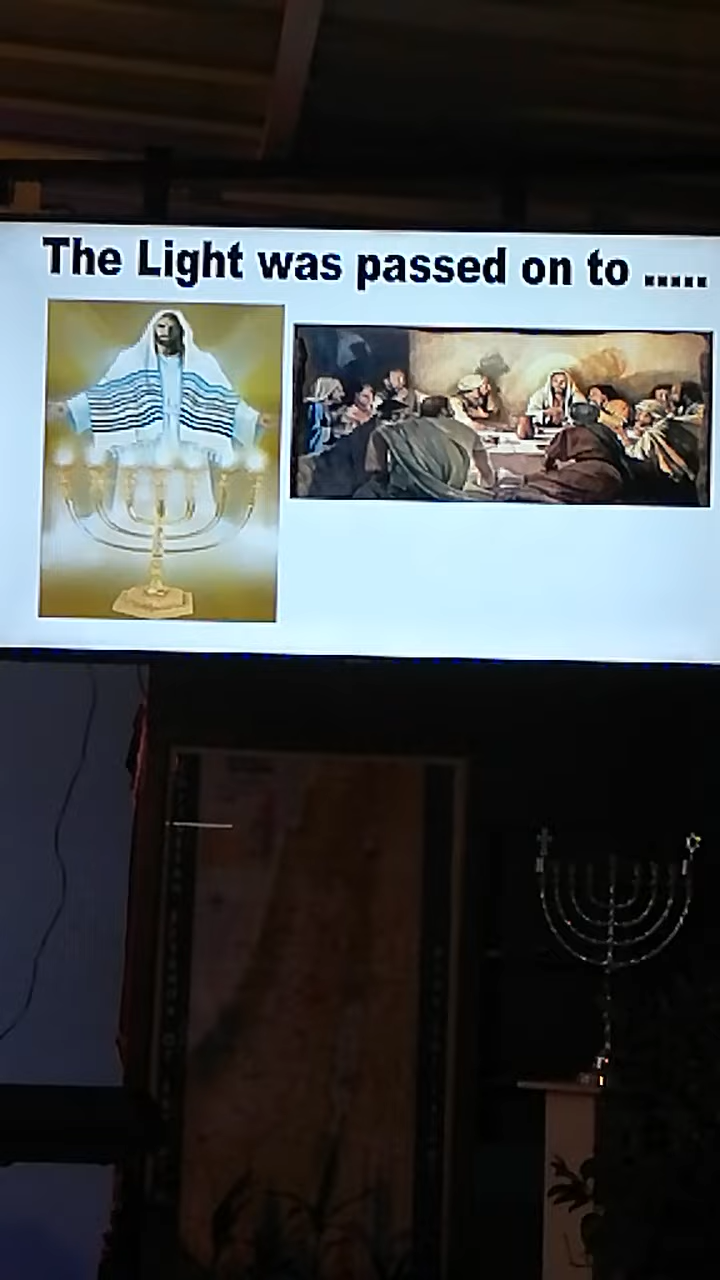 The Light was passed on to .....